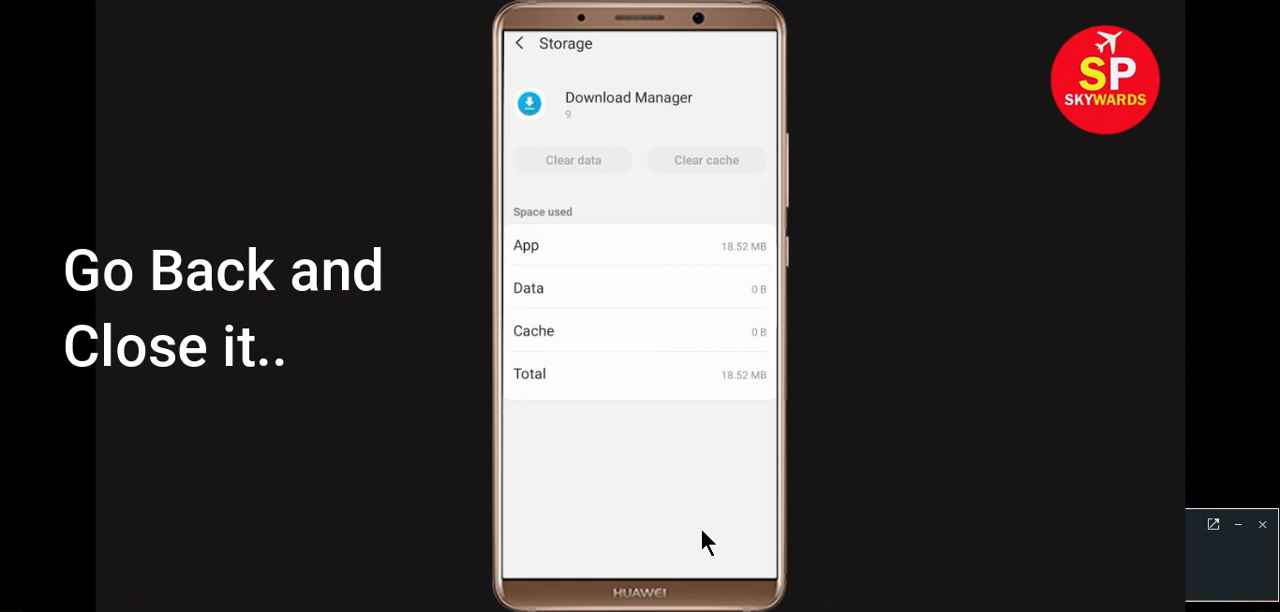 Storage
Download Manager
9
Clear data Clear cache
Space used
App 18.52 MB
Data 0 B
Cache 0 B
Total 18.52 MB
HUAWEI
Go Back and
Close it..
SP
SKYWARDS